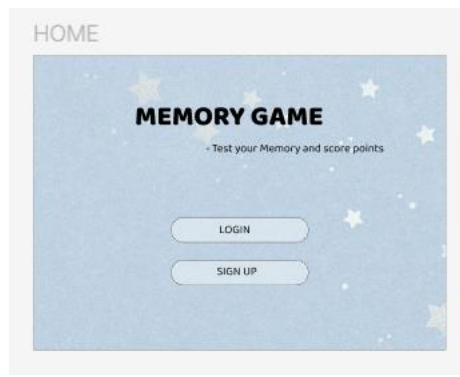 HOME
MEMORY GAME
- Test your Memory and score points
LOGIN
SIGN UP